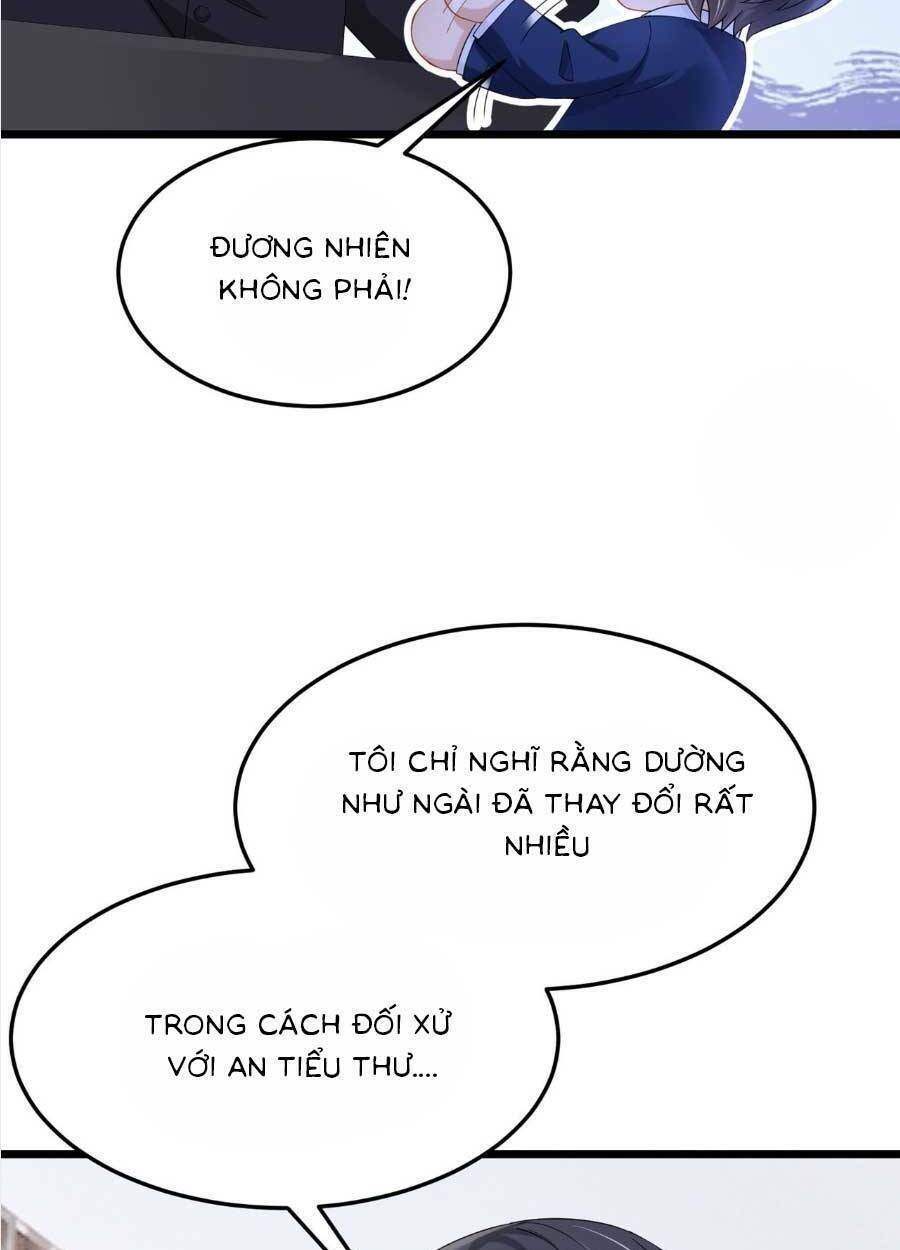 ĐƯƠNG NHIÊN
KHÔNG PHẢI!
TÔI CHỈ NGHĨ RẰNG DƯỜNG
NHƯ NGÀI ĐÃ THAY ĐỔI RẤT
NHIỀU
TRONG CÁCH ĐỐI XỬ
VỚI AN TIỂU THƯ....